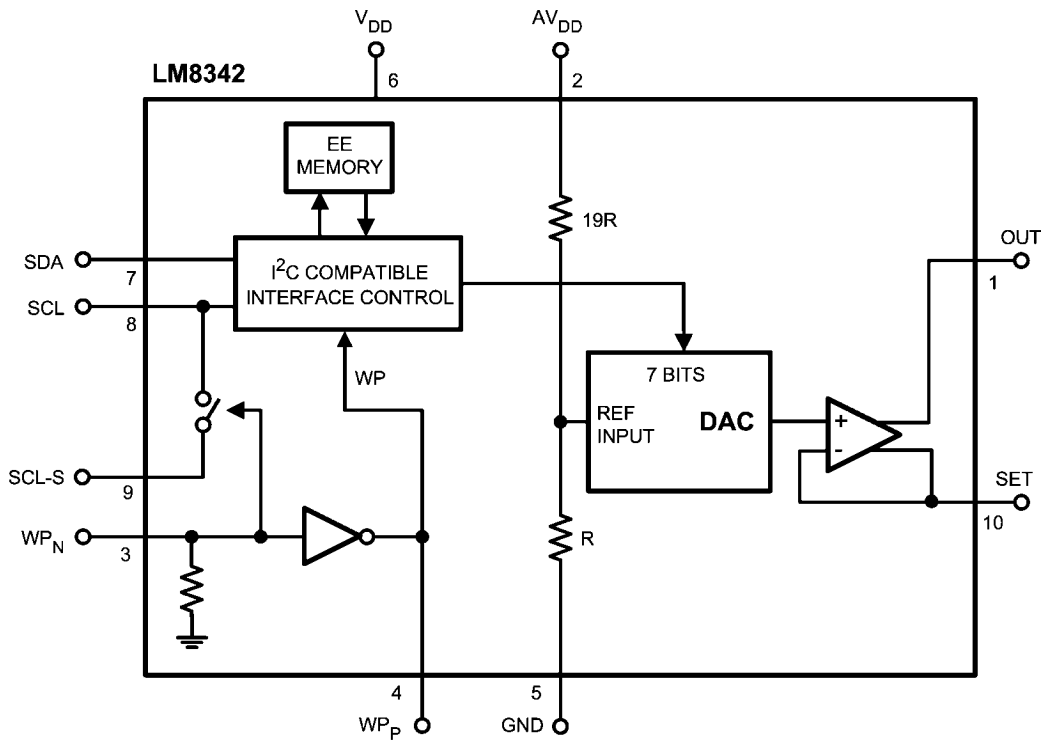 V_DD
AV_DD
LM8342
6
2
EE
MEMORY
19R
SDA
7
I²C COMPATIBLE
INTERFACE CONTROL
OUT
1
SCL
8
WP
7 BITS
REF
INPUT
DAC
+
-
SCL-S
9
SET
10
WP_N
3
R
4
5
WP_P
GND